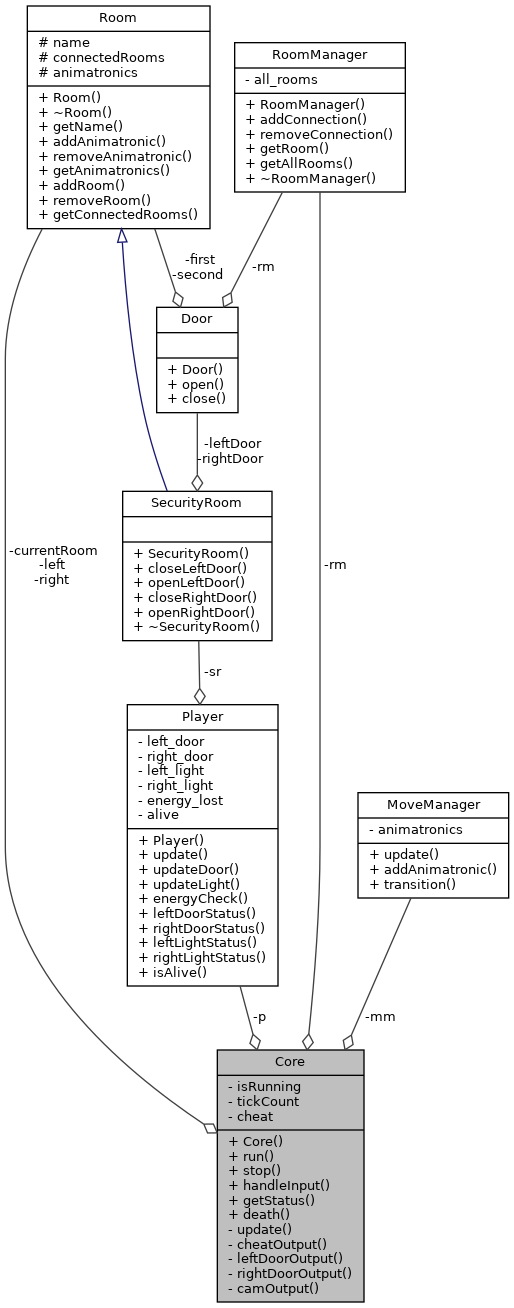 Room
# name
# connectedRooms
# animatronics
+ Room()
+ ~Room()
+ getName()
+ addAnimatronic()
+ removeAnimatronic()
+ getAnimatronics()
+ addRoom()
+ removeRoom()
+ getConnectedRooms()
RoomManager
- all_rooms
+ RoomManager()
+ addConnection()
+ removeConnection()
+ getRoom()
+ getAllRooms()
+ ~RoomManager()
-first
-second
-rm
Door
+ Door()
+ open()
+ close()
-leftDoor
-rightDoor
SecurityRoom
+ SecurityRoom()
+ closeLeftDoor()
+ openLeftDoor()
+ closeRightDoor()
+ openRightDoor()
+ ~SecurityRoom()
-currentRoom
-left
-right
-rm
-sr
Player
- left_door
- right_door
- left_light
- right_light
- energy_lost
- alive
+ Player()
+ update()
+ updateDoor()
+ updateLight()
+ energyCheck()
+ leftDoorStatus()
+ rightDoorStatus()
+ leftLightStatus()
+ rightLightStatus()
+ isAlive()
MoveManager
- animatronics
+ update()
+ addAnimatronic()
+ transition()
-p
-mm
Core
- isRunning
- tickCount
- cheat
+ Core()
+ run()
+ stop()
+ handleInput()
+ getStatus()
+ death()
- update()
- cheatOutput()
- leftDoorOutput()
- rightDoorOutput()
- camOutput()